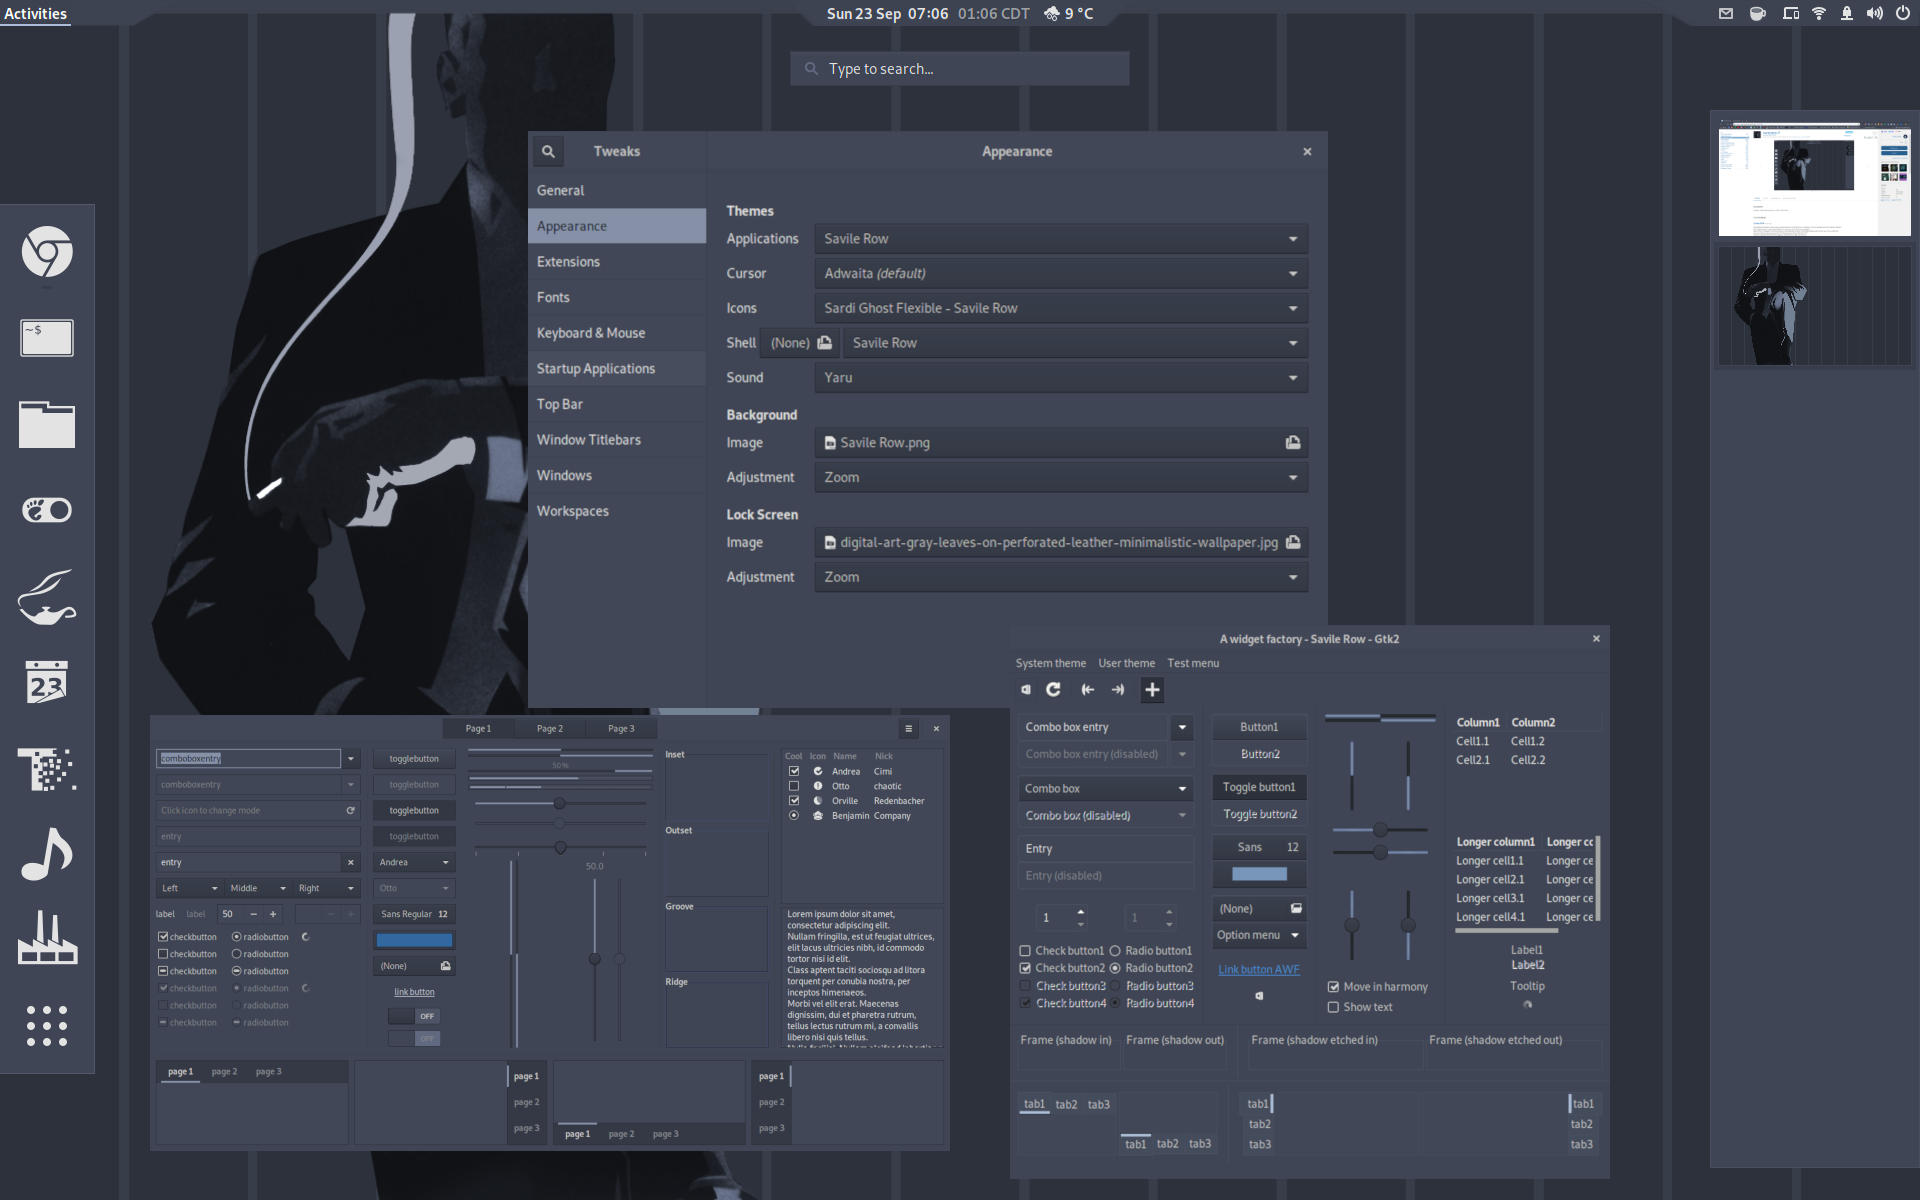 Activities
Sun 23 Sep 07:06 01:06 CDT 9 °C
Type to search...
Tweaks
Appearance
General
Appearance
Extensions
Fonts
Keyboard & Mouse
Startup Applications
Top Bar
Window Titlebars
Windows
Workspaces
Themes
Applications Savile Row
Cursor Adwaita (default)
Icons Sardi Ghost Flexible - Savile Row
Shell (None) Savile Row
Sound Yaru
Background
Image Savile Row.png
Adjustment Zoom
Lock Screen
Image digital-art-gray-leaves-on-perforated-leather-minimalistic-wallpaper.jpg
Adjustment Zoom
~$
23
Page 1 Page 2 Page 3
comboboxentry
comboboxentry
Click icon to change mode
entry
entry
Left Middle Right
label label 50
checkbutton radiobutton
checkbutton radiobutton
checkbutton radiobutton
checkbutton radiobutton
checkbutton radiobutton
checkbutton radiobutton
togglebutton
togglebutton
togglebutton
togglebutton
Andrea
Otto
Sans Regular 12
(None)
link button
OFF
OFF
50 %
50.0
Inset
Outset
Groove
Ridge
Cool Icon Name Nick
Andrea Cimi
Otto chaotic
Orville Redenbacher
Benjamin Company
Lorem ipsum dolor sit amet,
consectetur adipiscing elit.
Nullam fringilla, est ut feugiat ultrices,
elit lacus ultricies nibh, id commodo
tortor nisi id elit.
Class aptent taciti sociosqu ad litora
torquent per conubia nostra, per
inceptos himenaeos.
Morbi vel elit erat. Maecenas
dignissim, dui et pharetra rutrum,
tellus lectus rutrum mi, a convallis
libero nisi quis tellus.
page 1 page 2 page 3
page 1
page 2
page 3
page 1 page 2 page 3
page 1
page 2
page 3
A widget factory - Savile Row - Gtk2
System theme User theme Test menu
Combo box entry
Combo box entry (disabled)
Combo box
Combo box (disabled)
Entry
Entry (disabled)
1 1
Check button1 Radio button1
Check button2 Radio button2
Check button3 Radio button3
Check button4 Radio button4
Button1
Button2
Toggle button1
Toggle button2
Sans 12
(None)
Option menu
Link button AWF
Move in harmony
Show text
Column1 Column2
Cell1.1 Cell1.2
Cell2.1 Cell2.2
Longer column1 Longer cc
Longer cell1.1 Longer ce
Longer cell2.1 Longer ce
Longer cell3.1 Longer ce
Longer cell4.1 Longer ce
Label1
Label2
Tooltip
Frame (shadow in) Frame (shadow out) Frame (shadow etched in) Frame (shadow etched out)
tab1 tab2 tab3
tab1 tab2 tab3
tab1
tab2
tab3
tab1
tab2
tab3